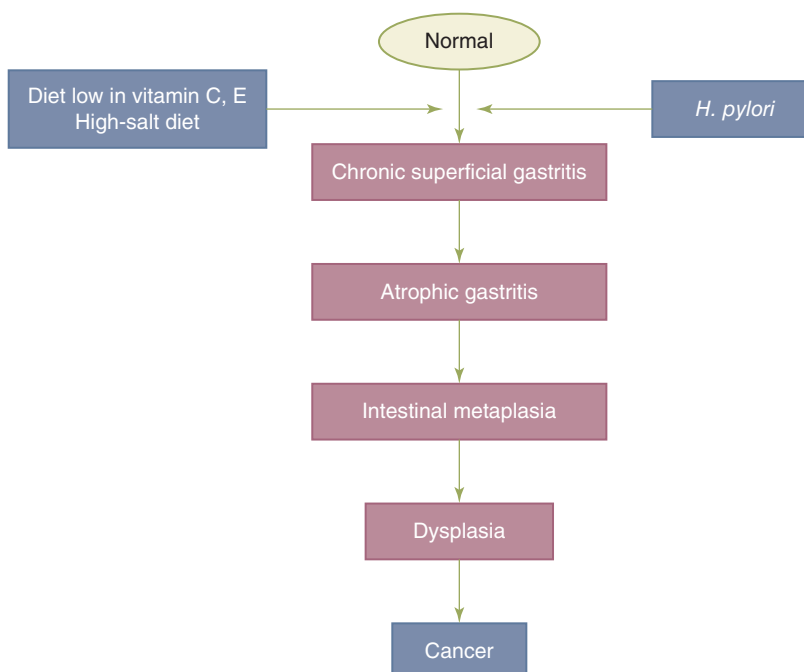 Normal
Diet low in vitamin C, E
High-salt diet
H. pylori
Chronic superficial gastritis
Atrophic gastritis
Intestinal metaplasia
Dysplasia
Cancer